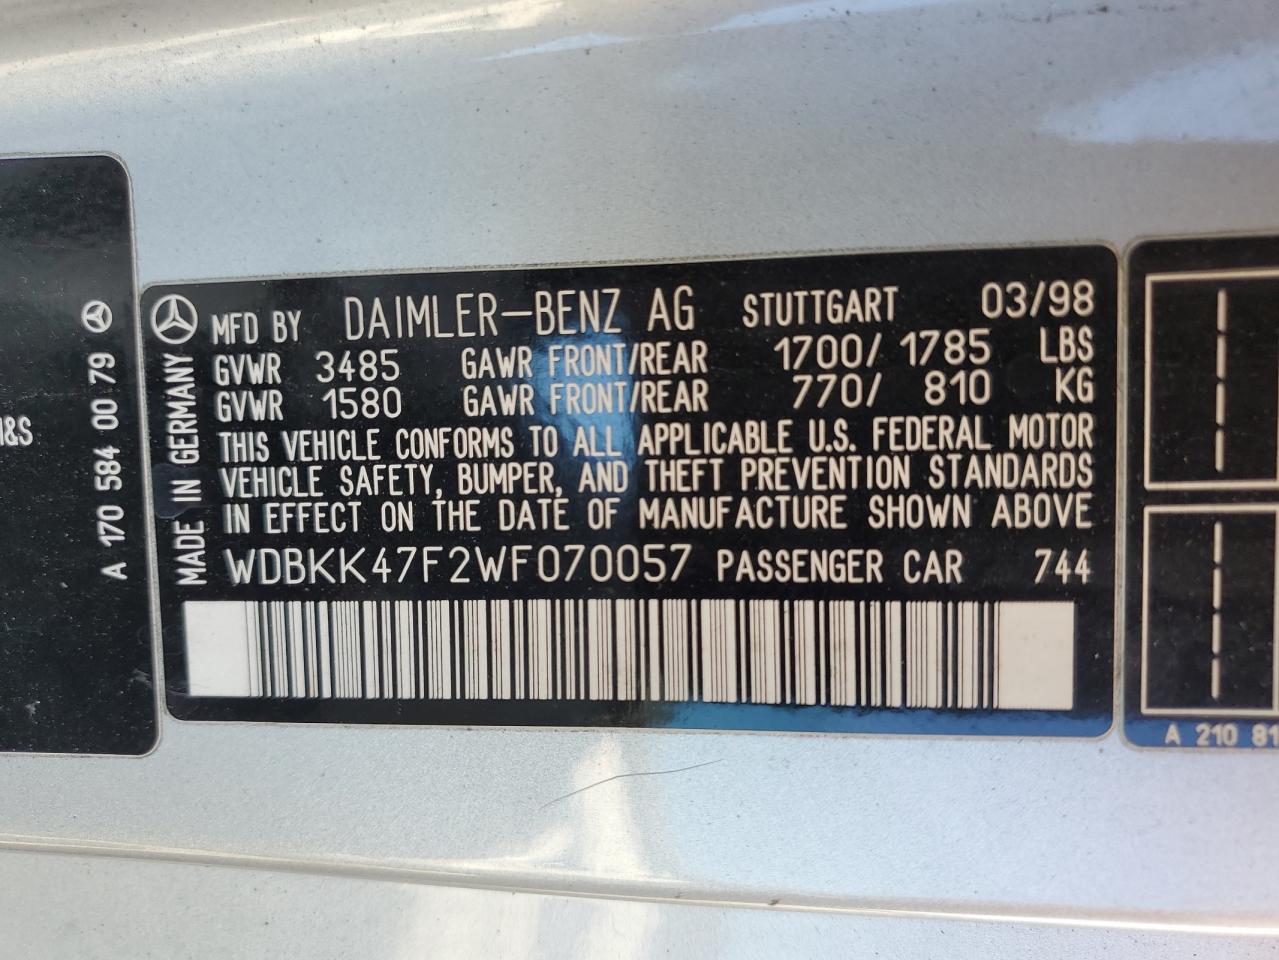 I&S
A 170 584 00 79
MADE IN GERMANY
MFD BY DAIMLER-BENZ AG STUTTGART 03/98
GVWR 3485 GAWR FRONT/REAR 1700/ 1785 LBS
GVWR 1580 GAWR FRONT/REAR 770/ 810 KG
THIS VEHICLE CONFORMS TO ALL APPLICABLE U.S. FEDERAL MOTOR
VEHICLE SAFETY, BUMPER, AND THEFT PREVENTION STANDARDS
IN EFFECT ON THE DATE OF MANUFACTURE SHOWN ABOVE
WDBKK47F2WF070057 PASSENGER CAR 744
A 210 81